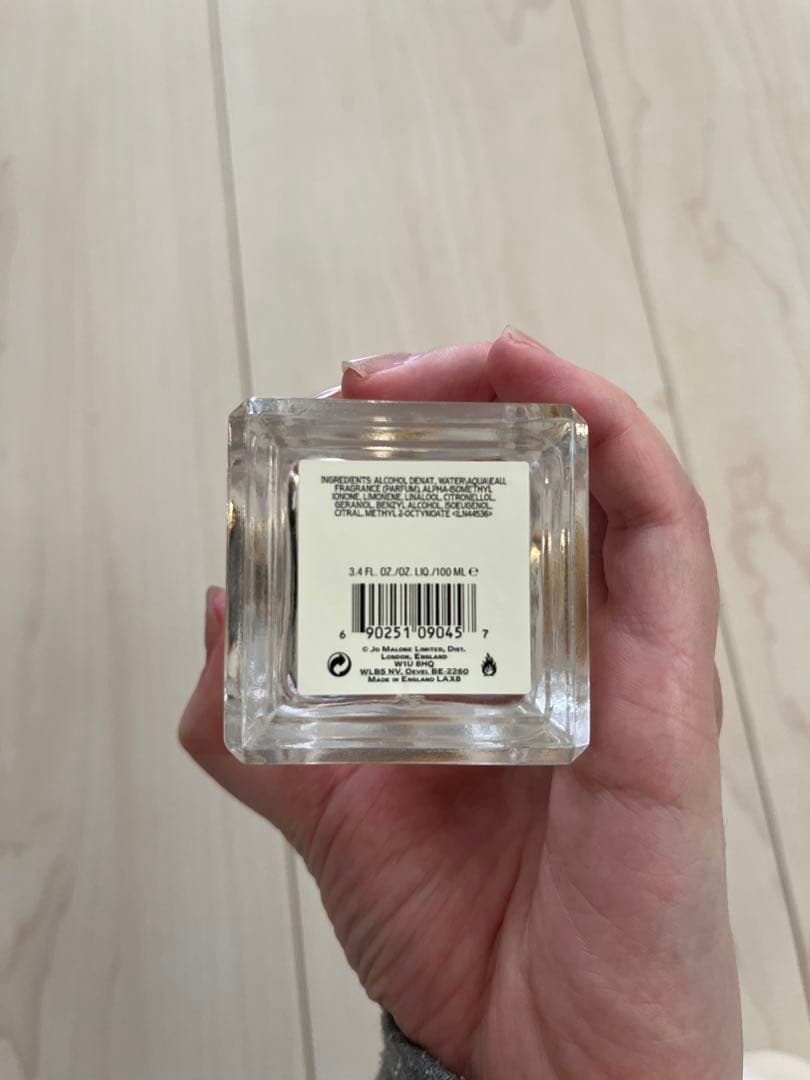 INGREDIENTS: ALCOHOL DENAT., WATER\AQUA\EAU,
FRAGRANCE (PARFUM), ALPHA-ISOMETHYL
IONONE, LIMONENE, LINALOOL, CITRONELLOL,
GERANIOL, BENZYL ALCOHOL, ISOEUGENOL,
CITRAL, METHYL 2-OCTYNOATE <ILN44536>
3.4 FL. OZ./OZ. LIQ./100 ML ℮
6 90251 09045 7
© Jo Malone Limited, Dist.
London, England
W1U 8HQ
WLBS NV, Oevel BE-2260
Made in England LAX8